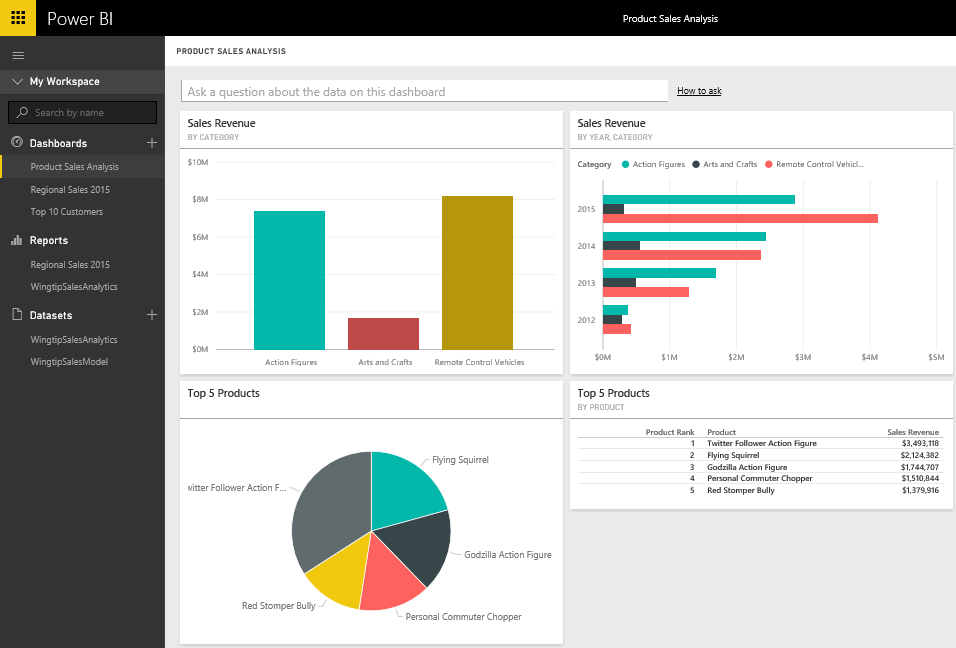 Power BI
Product Sales Analysis
PRODUCT SALES ANALYSIS
My Workspace
Search by name
Dashboards
Product Sales Analysis
Regional Sales 2015
Top 10 Customers
Reports
Regional Sales 2015
WingtipSalesAnalytics
Datasets
WingtipSalesAnalytics
WingtipSalesModel
Ask a question about the data on this dashboard
How to ask
Sales Revenue
BY CATEGORY
$10M
$8M
$6M
$4M
$2M
$0M
Action Figures Arts and Crafts Remote Control Vehicles
Sales Revenue
BY YEAR, CATEGORY
Category Action Figures Arts and Crafts Remote Control Vehicl...
2015
2014
2013
2012
$0M $1M $2M $3M $4M $5M
Top 5 Products
Flying Squirrel
witter Follower Action F...
Godzilla Action Figure
Red Stomper Bully
Personal Commuter Chopper
Top 5 Products
BY PRODUCT
Product Rank Product Sales Revenue
1 Twitter Follower Action Figure $3,493,118
2 Flying Squirrel $2,124,382
3 Godzilla Action Figure $1,744,707
4 Personal Commuter Chopper $1,510,844
5 Red Stomper Bully $1,379,916